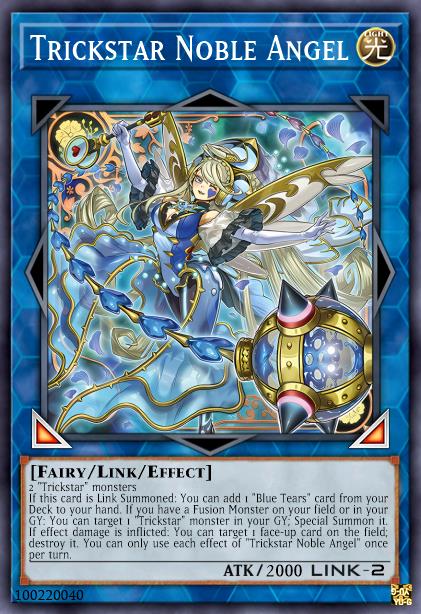 Trickstar Noble Angel
LIGHT
光
[Fairy/Link/Effect]
2 "Trickstar" monsters
If this card is Link Summoned: You can add 1 "Blue Tears" card from your
Deck to your hand. If you have a Fusion Monster on your field or in your
GY: You can target 1 "Trickstar" monster in your GY; Special Summon it.
If effect damage is inflicted: You can target 1 face-up card on the field;
destroy it. You can only use each effect of "Trickstar Noble Angel" once
per turn.
ATK/2000 LINK-2
100220040